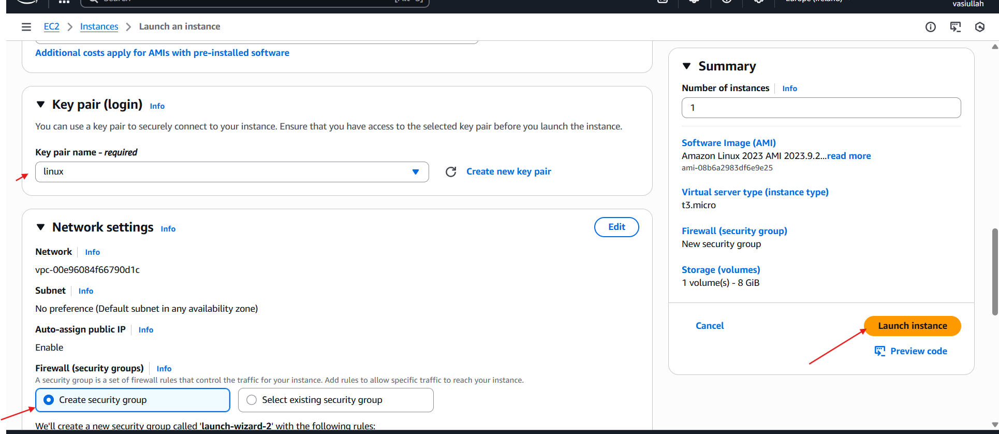 Search
[Alt+S]
Europe (Ireland)
vasiullah
EC2 > Instances > Launch an instance
Additional costs apply for AMIs with pre-installed software
Key pair (login) Info
You can use a key pair to securely connect to your instance. Ensure that you have access to the selected key pair before you launch the instance.
Key pair name - required
linux
Create new key pair
Network settings Info
Edit
Network Info
vpc-00e96084f66790d1c
Subnet Info
No preference (Default subnet in any availability zone)
Auto-assign public IP Info
Enable
Firewall (security groups) Info
A security group is a set of firewall rules that control the traffic for your instance. Add rules to allow specific traffic to reach your instance.
Create security group
Select existing security group
We'll create a new security group called 'launch-wizard-2' with the following rules:
Summary
Number of instances Info
1
Software Image (AMI)
Amazon Linux 2023 AMI 2023.9.2...read more
ami-08b6a2983df6e9e25
Virtual server type (instance type)
t3.micro
Firewall (security group)
New security group
Storage (volumes)
1 volume(s) - 8 GiB
Cancel
Launch instance
Preview code